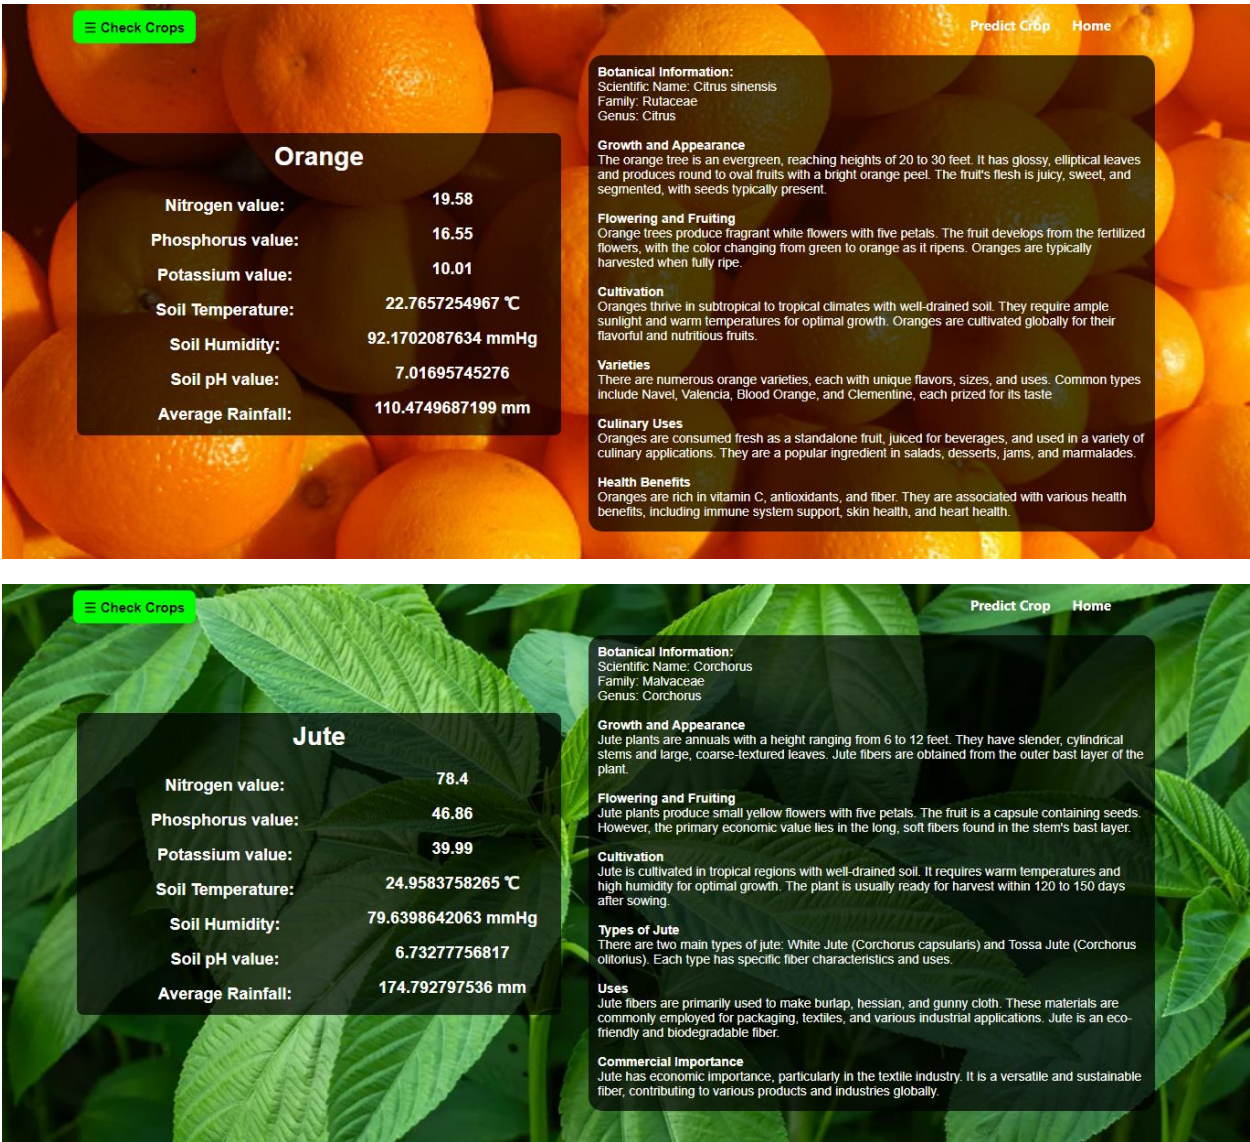 ☰ Check Crops
Predict Crop Home
Orange
Nitrogen value: 19.58
Phosphorus value: 16.55
Potassium value: 10.01
Soil Temperature: 22.7657254967 ℃
Soil Humidity: 92.1702087634 mmHg
Soil pH value: 7.01695745276
Average Rainfall: 110.4749687199 mm
Botanical Information:
Scientific Name: Citrus sinensis
Family: Rutaceae
Genus: Citrus
Growth and Appearance
The orange tree is an evergreen, reaching heights of 20 to 30 feet. It has glossy, elliptical leaves
and produces round to oval fruits with a bright orange peel. The fruit's flesh is juicy, sweet, and
segmented, with seeds typically present.
Flowering and Fruiting
Orange trees produce fragrant white flowers with five petals. The fruit develops from the fertilized
flowers, with the color changing from green to orange as it ripens. Oranges are typically
harvested when fully ripe.
Cultivation
Oranges thrive in subtropical to tropical climates with well-drained soil. They require ample
sunlight and warm temperatures for optimal growth. Oranges are cultivated globally for their
flavorful and nutritious fruits.
Varieties
There are numerous orange varieties, each with unique flavors, sizes, and uses. Common types
include Navel, Valencia, Blood Orange, and Clementine, each prized for its taste
Culinary Uses
Oranges are consumed fresh as a standalone fruit, juiced for beverages, and used in a variety of
culinary applications. They are a popular ingredient in salads, desserts, jams, and marmalades.
Health Benefits
Oranges are rich in vitamin C, antioxidants, and fiber. They are associated with various health
benefits, including immune system support, skin health, and heart health.
☰ Check Crops
Predict Crop Home
Jute
Nitrogen value: 78.4
Phosphorus value: 46.86
Potassium value: 39.99
Soil Temperature: 24.9583758265 ℃
Soil Humidity: 79.6398642063 mmHg
Soil pH value: 6.73277756817
Average Rainfall: 174.792797536 mm
Botanical Information:
Scientific Name: Corchorus
Family: Malvaceae
Genus: Corchorus
Growth and Appearance
Jute plants are annuals with a height ranging from 6 to 12 feet. They have slender, cylindrical
stems and large, coarse-textured leaves. Jute fibers are obtained from the outer bast layer of the
plant.
Flowering and Fruiting
Jute plants produce small yellow flowers with five petals. The fruit is a capsule containing seeds.
However, the primary economic value lies in the long, soft fibers found in the stem's bast layer.
Cultivation
Jute is cultivated in tropical regions with well-drained soil. It requires warm temperatures and
high humidity for optimal growth. The plant is usually ready for harvest within 120 to 150 days
after sowing.
Types of Jute
There are two main types of jute: White Jute (Corchorus capsularis) and Tossa Jute (Corchorus
olitorius). Each type has specific fiber characteristics and uses.
Uses
Jute fibers are primarily used to make burlap, hessian, and gunny cloth. These materials are
commonly employed for packaging, textiles, and various industrial applications. Jute is an eco-
friendly and biodegradable fiber.
Commercial Importance
Jute has economic importance, particularly in the textile industry. It is a versatile and sustainable
fiber, contributing to various products and industries globally.